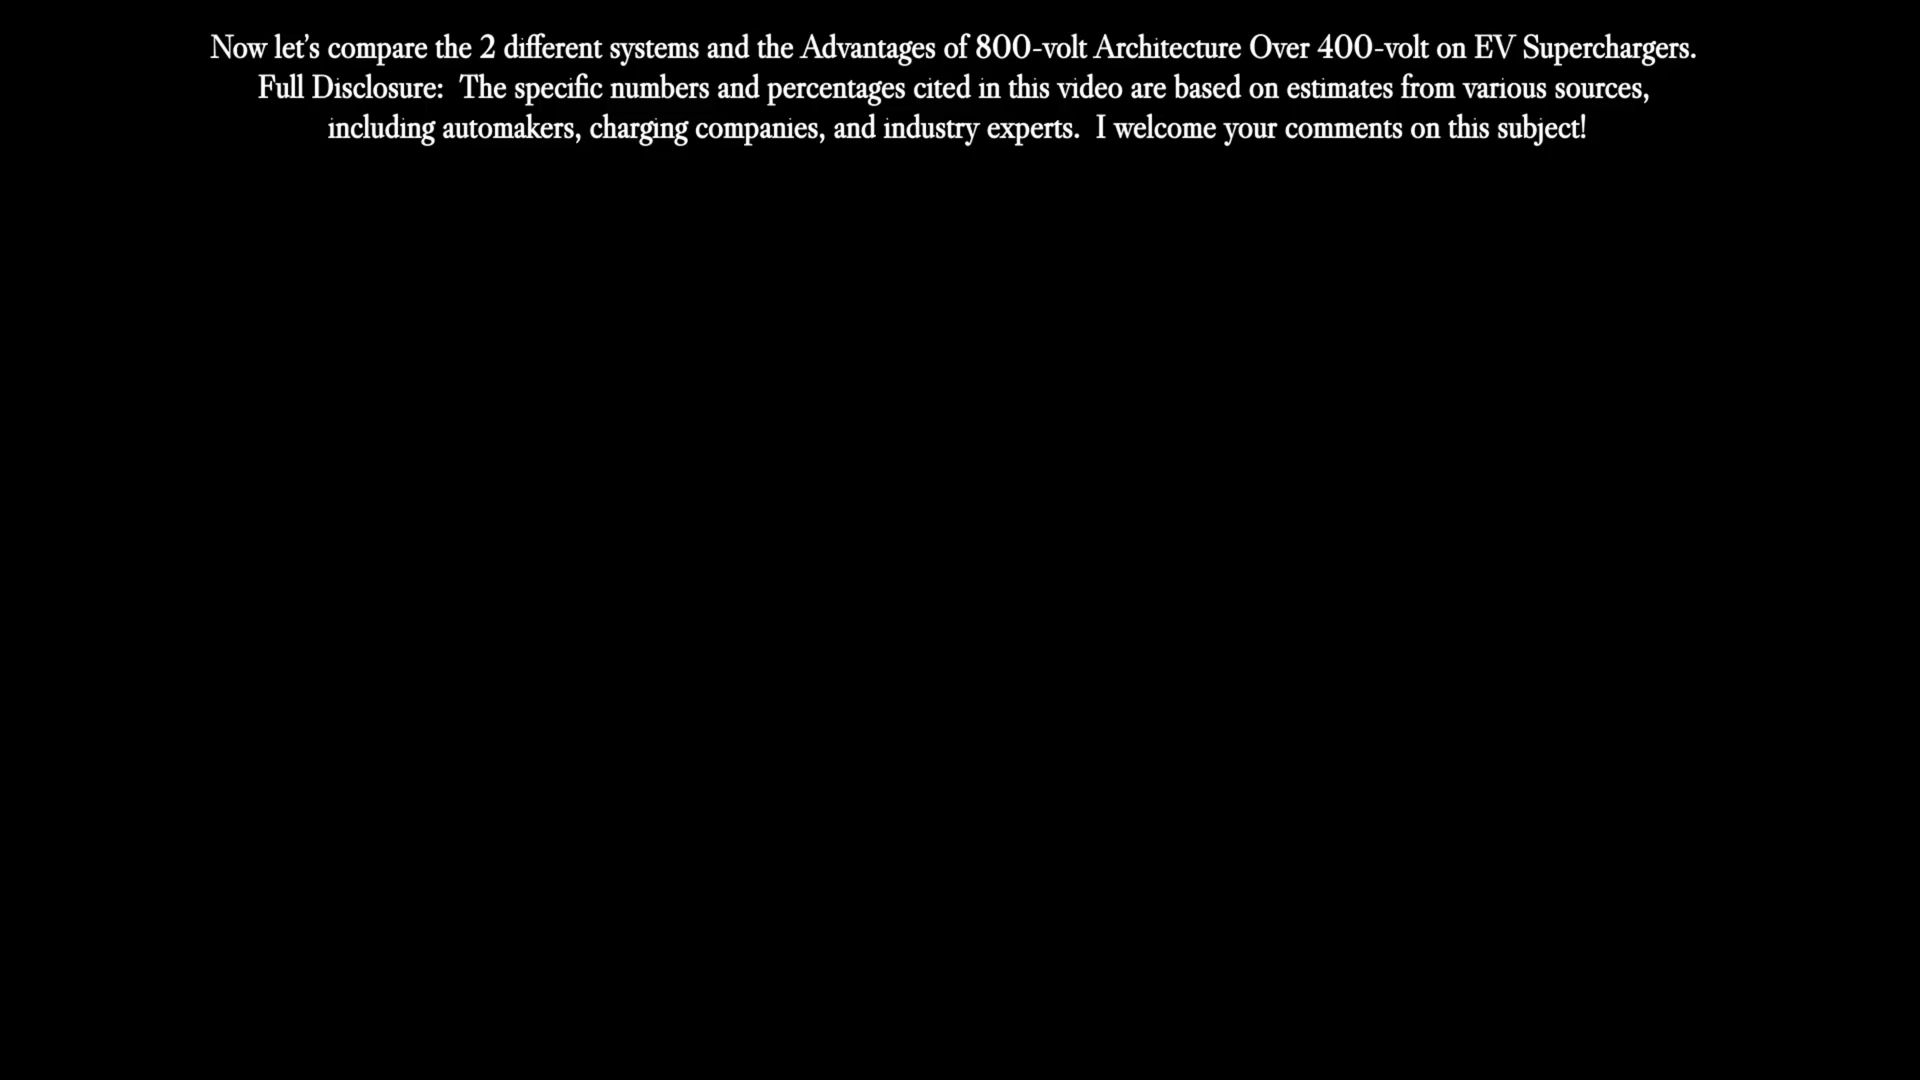 Now let’s compare the 2 different systems and the Advantages of 800-volt Architecture Over 400-volt on EV Superchargers.
Full Disclosure:  The specific numbers and percentages cited in this video are based on estimates from various sources,
including automakers, charging companies, and industry experts.  I welcome your comments on this subject!